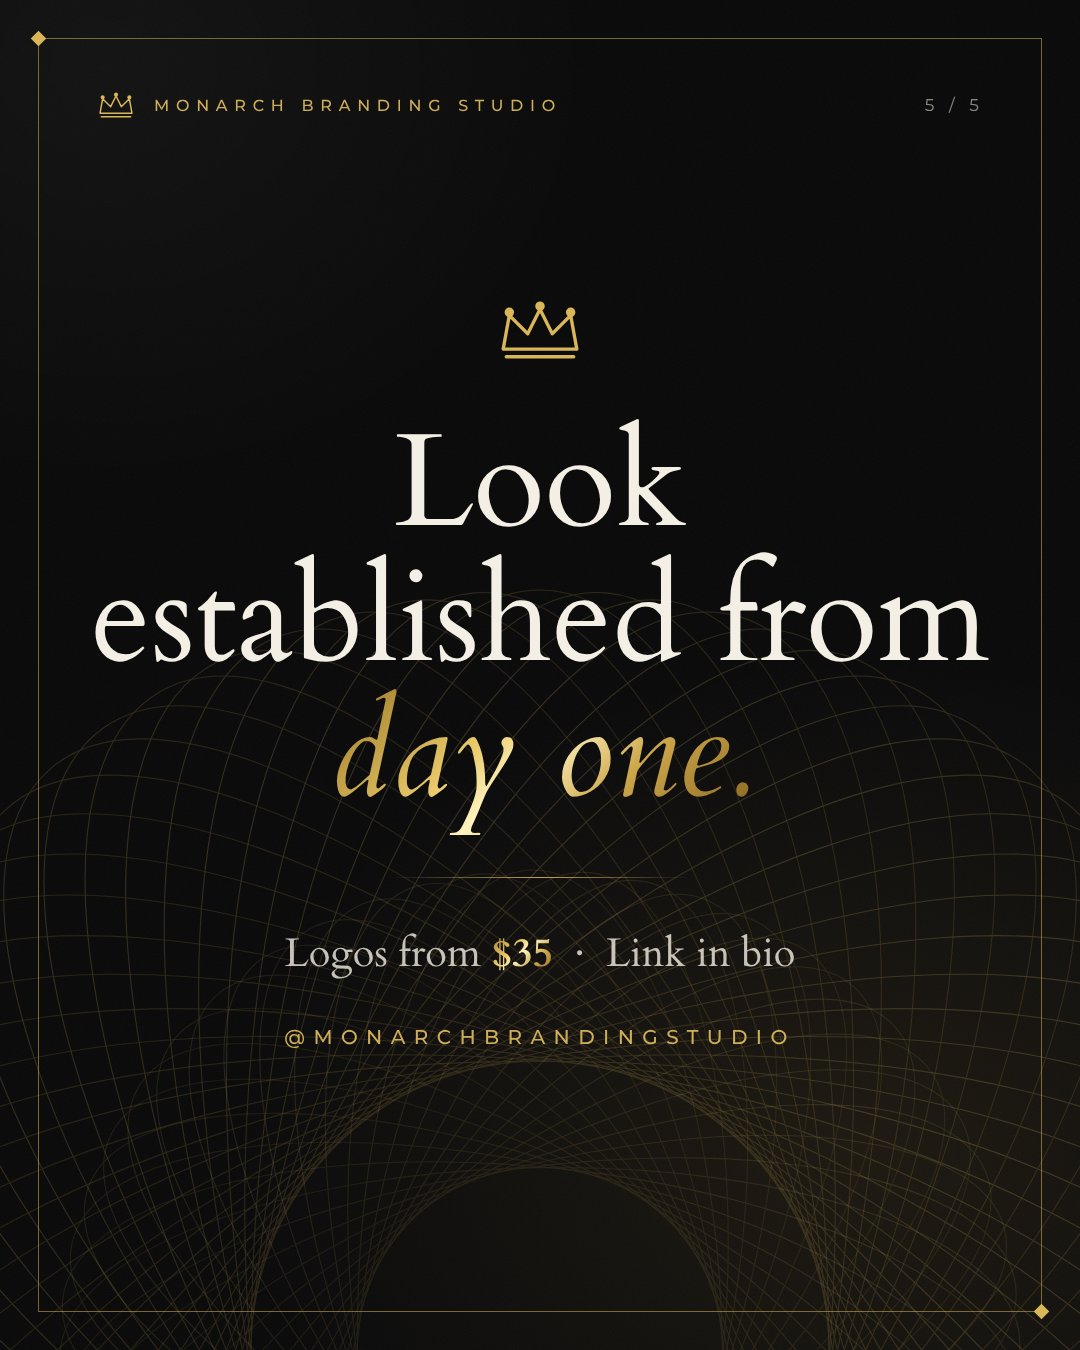 MONARCH BRANDING STUDIO
5 / 5
Look
established from
day one.
Logos from $35 · Link in bio
@MONARCHBRANDINGSTUDIO